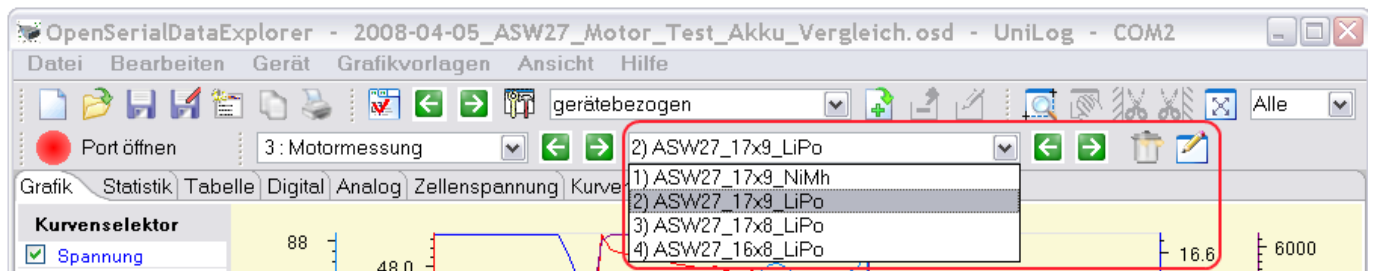 OpenSerialDataExplorer - 2008-04-05_ASW27_Motor_Test_Akku_Vergleich.osd - UniLog - COM2
Datei Bearbeiten Gerät Grafikvorlagen Ansicht Hilfe
gerätebezogen Alle
Port öffnen 3 : Motormessung 2) ASW27_17x9_LiPo
Grafik Statistik Tabelle Digital Analog Zellenspannung
1) ASW27_17x9_NiMh
2) ASW27_17x9_LiPo
3) ASW27_17x8_LiPo
4) ASW27_16x8_LiPo
Kurvenselektor
Spannung
88 48.0 16.6 6000